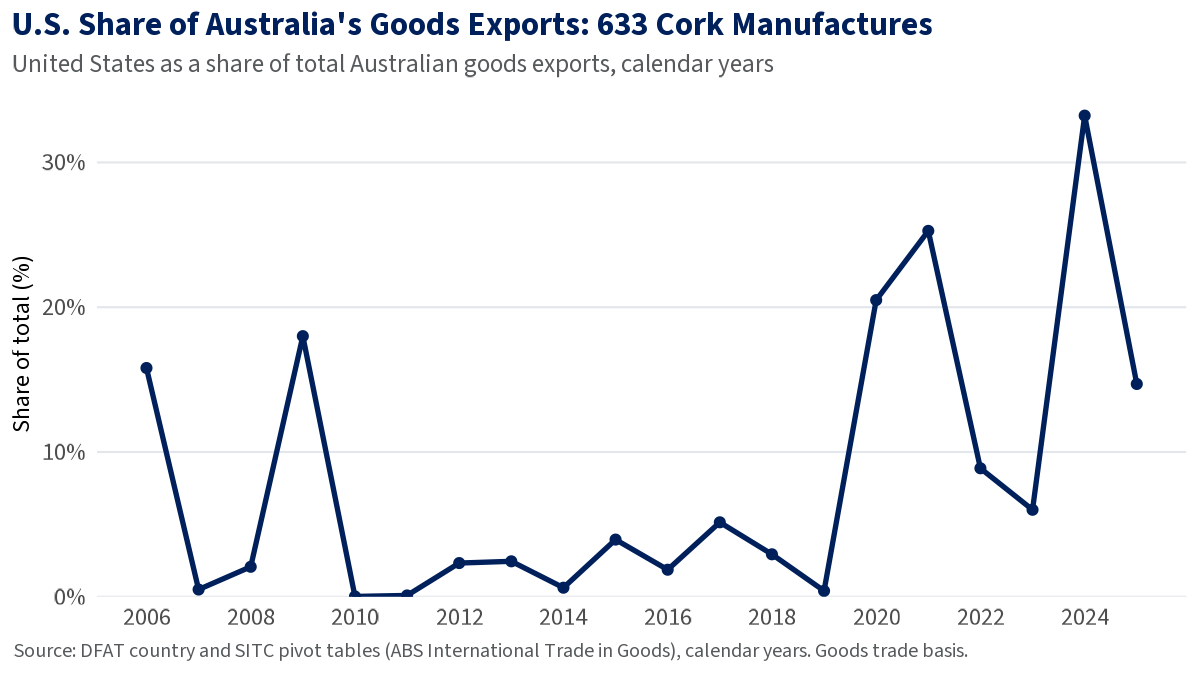 U.S. Share of Australia's Goods Exports: 633 Cork Manufactures
United States as a share of total Australian goods exports, calendar years
Share of total (%)
30%
20%
10%
0%
2006 2008 2010 2012 2014 2016 2018 2020 2022 2024
Source: DFAT country and SITC pivot tables (ABS International Trade in Goods), calendar years. Goods trade basis.